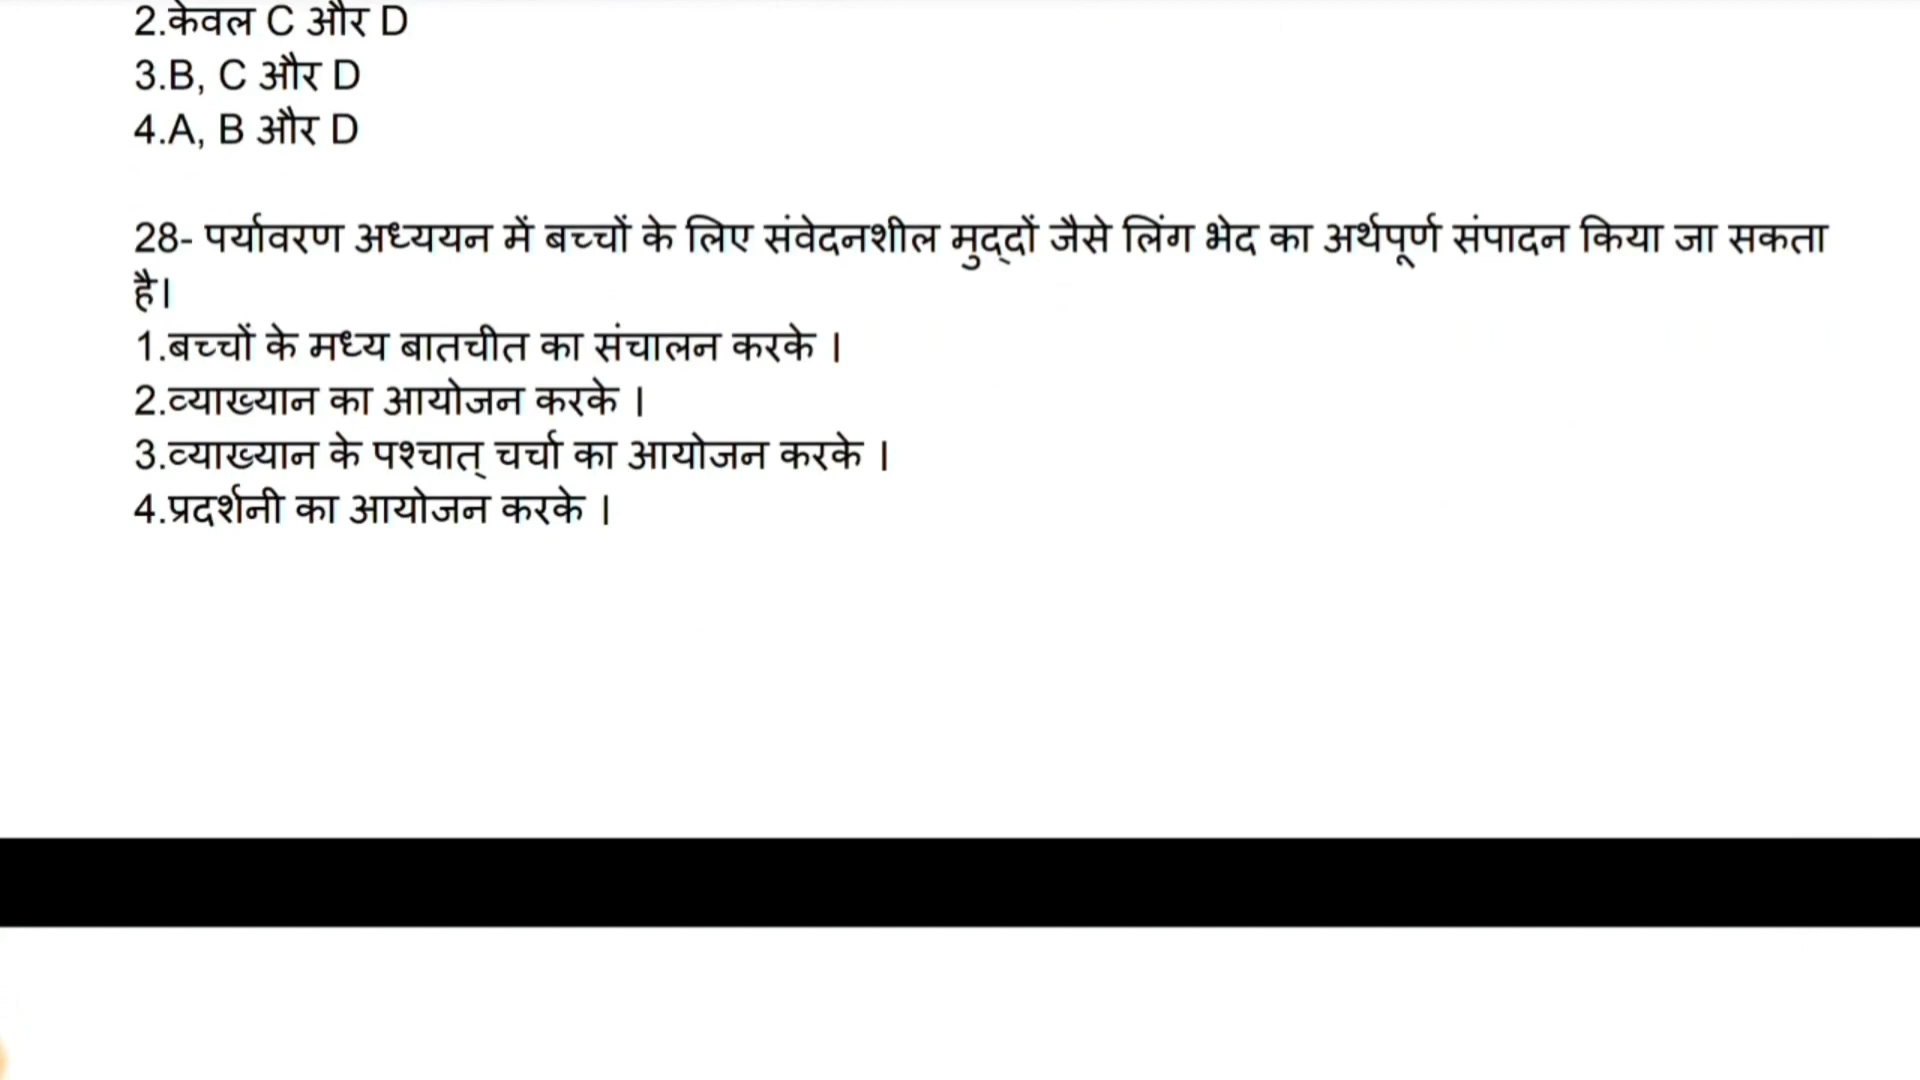 2.केवल C और D
3.B, C और D
4.A, B और D
28- पर्यावरण अध्ययन में बच्चों के लिए संवेदनशील मुद्दों जैसे लिंग भेद का अर्थपूर्ण संपादन किया जा सकता
है।
1.बच्चों के मध्य बातचीत का संचालन करके ।
2.व्याख्यान का आयोजन करके ।
3.व्याख्यान के पश्चात् चर्चा का आयोजन करके ।
4.प्रदर्शनी का आयोजन करके ।